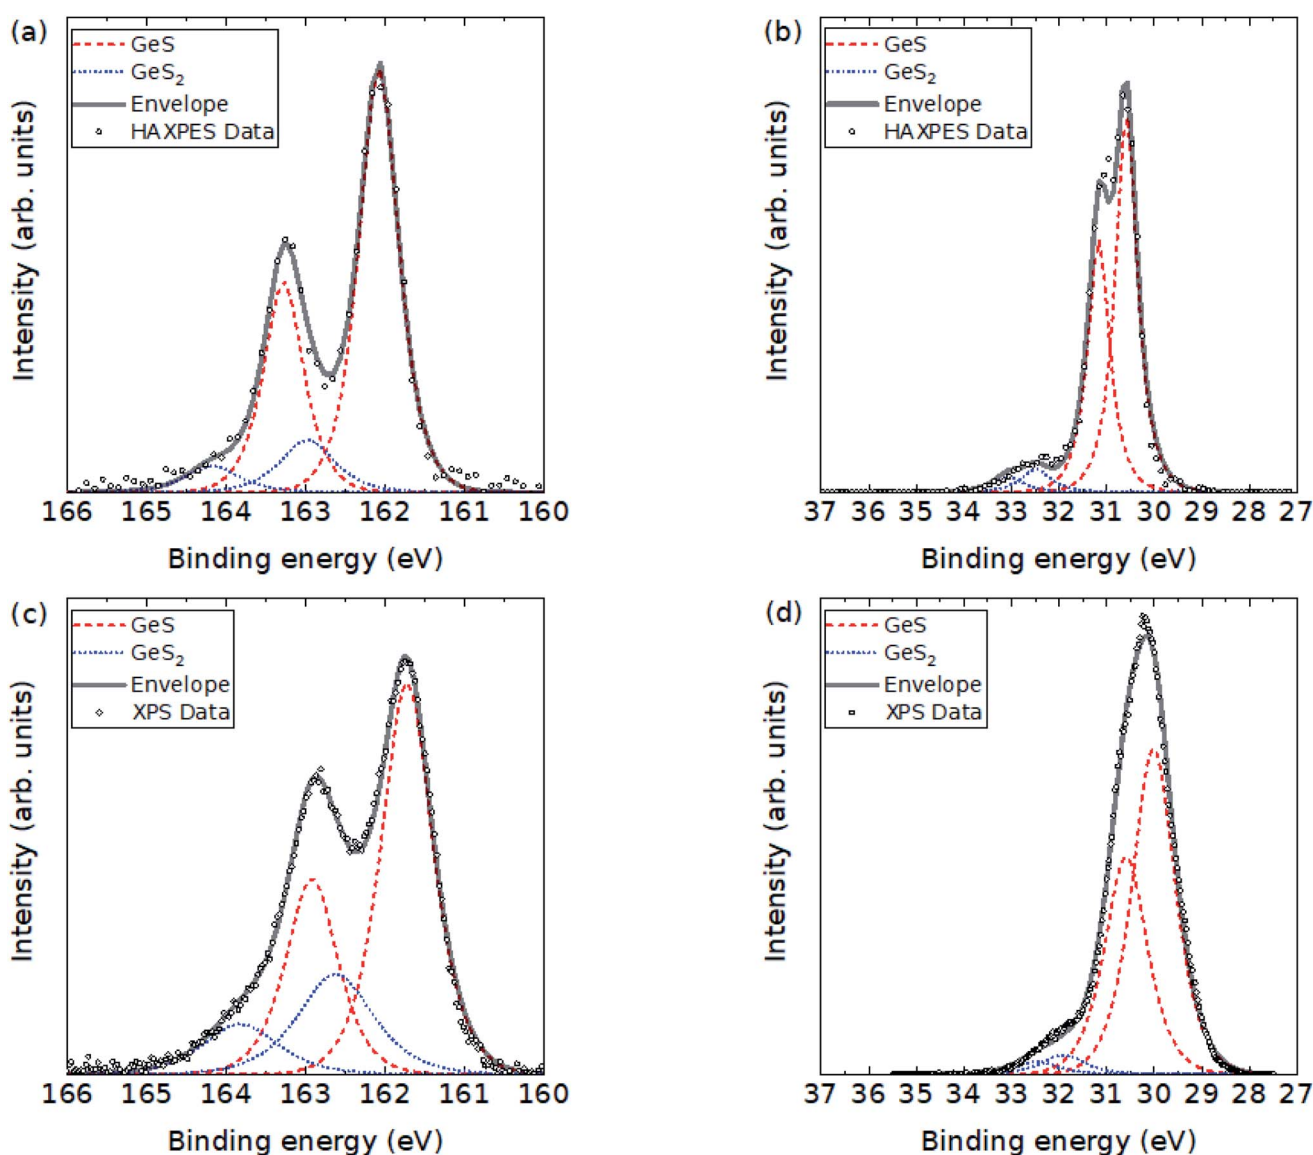 (a)
GeS
GeS2
Envelope
HAXPES Data
Intensity (arb. units)
166 165 164 163 162 161 160
Binding energy (eV)
(b)
GeS
GeS2
Envelope
HAXPES Data
Intensity (arb. units)
37 36 35 34 33 32 31 30 29 28 27
Binding energy (eV)
(c)
GeS
GeS2
Envelope
XPS Data
Intensity (arb. units)
166 165 164 163 162 161 160
Binding energy (eV)
(d)
GeS
GeS2
Envelope
XPS Data
Intensity (arb. units)
37 36 35 34 33 32 31 30 29 28 27
Binding energy (eV)